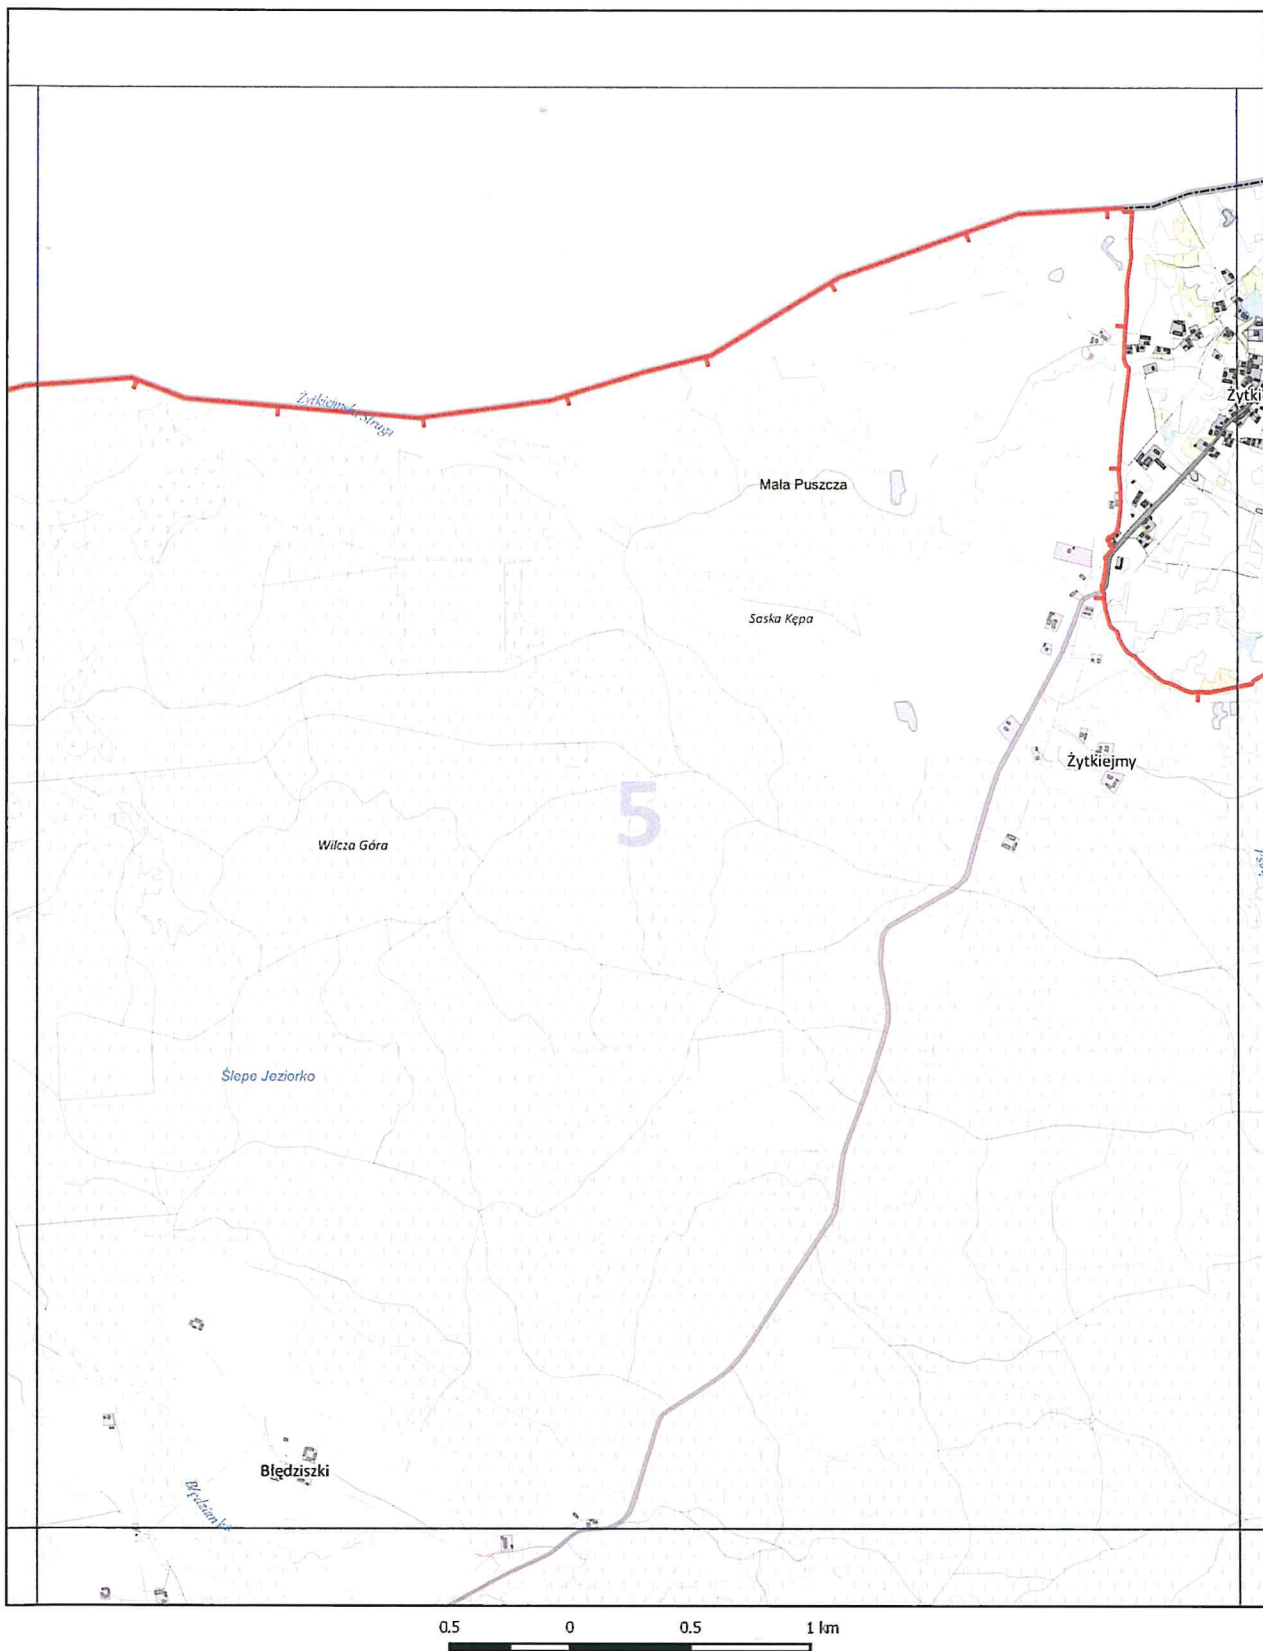 Żytkiejmska Struga
Żytki
Mała Puszcza
Saska Kępa
Żytkiejmy
5
Wilcza Góra
Ślepe Jeziorko
Błędziszki
Błędzianka
0.5 0 0.5 1 km